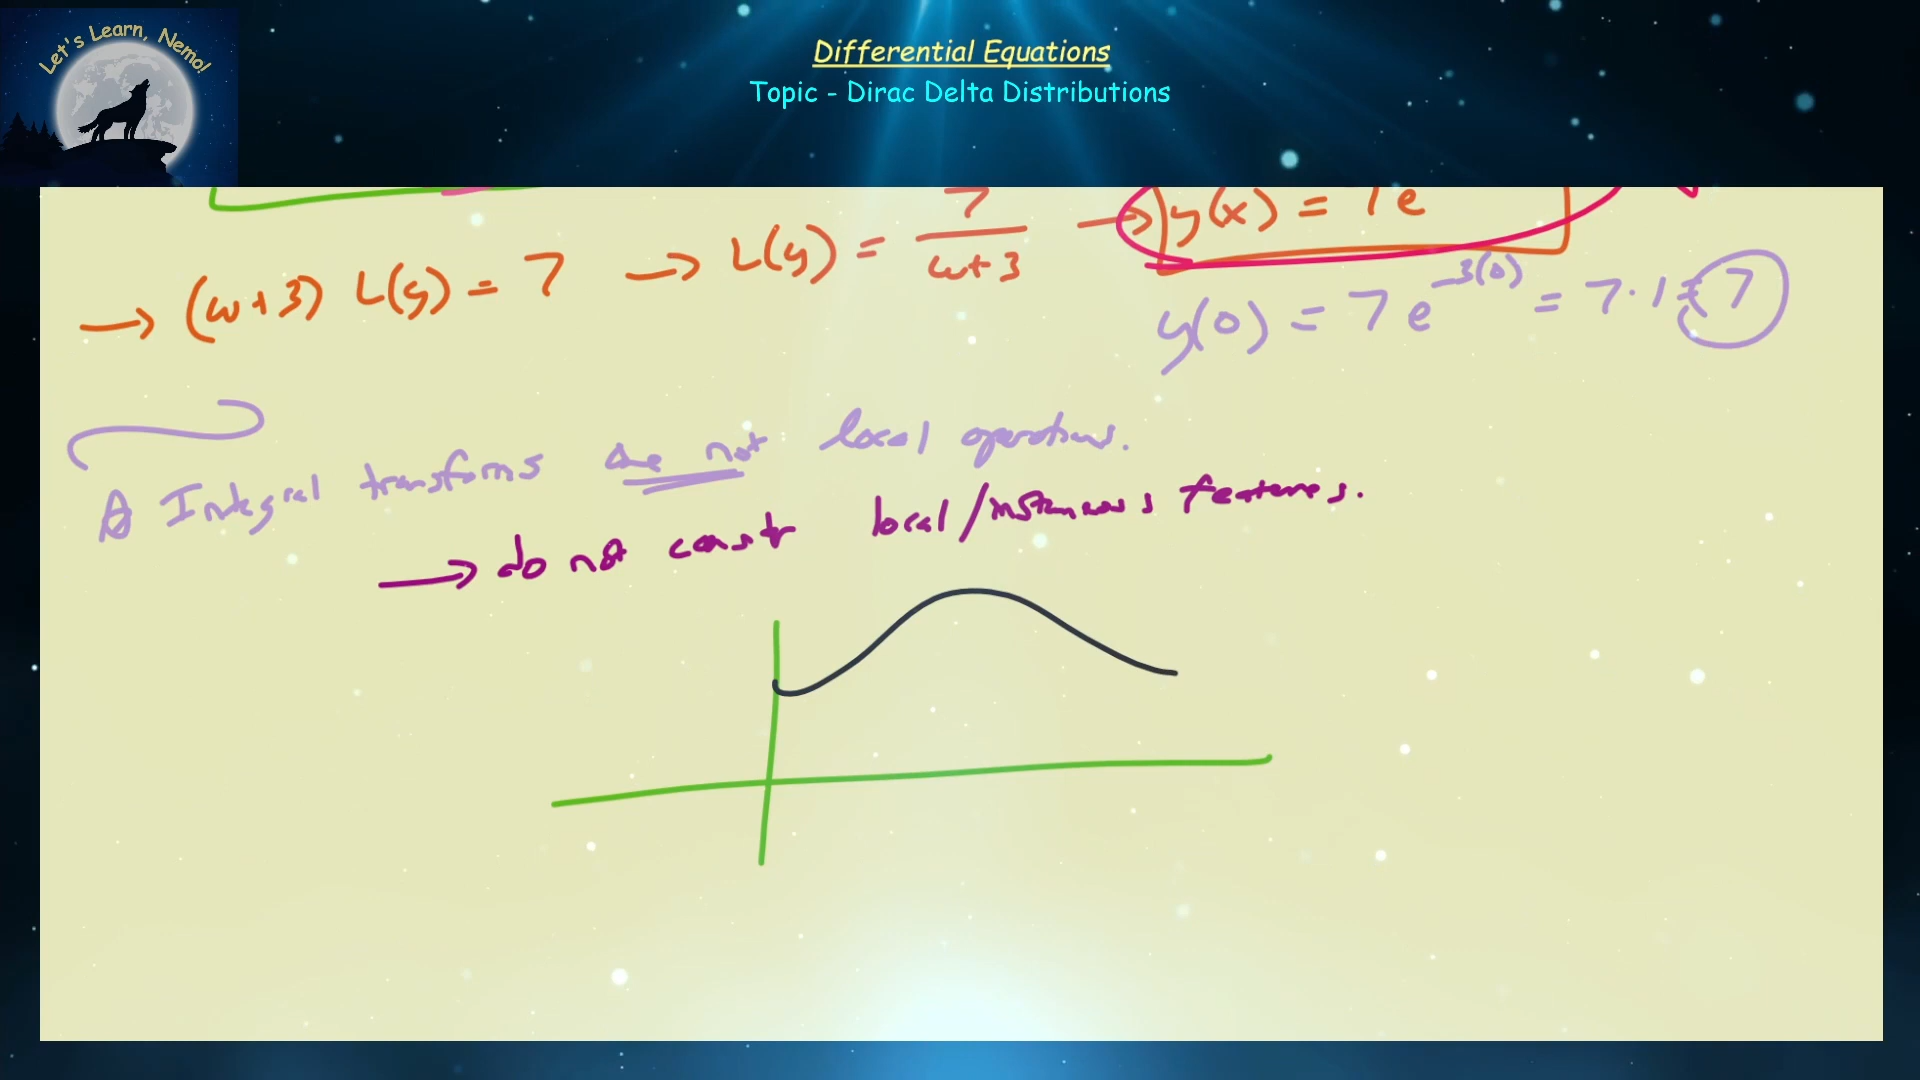 Let's Learn, Nemo!
Differential Equations
Topic - Dirac Delta Distributions
→ (w+3) L(y) = 7 → L(y) = 7/(w+3) → y(x) = 7e
y(0) = 7e^-3(0) = 7·1 = 7
Integral transforms are not local operations.
→ do not local/instantaneous features.